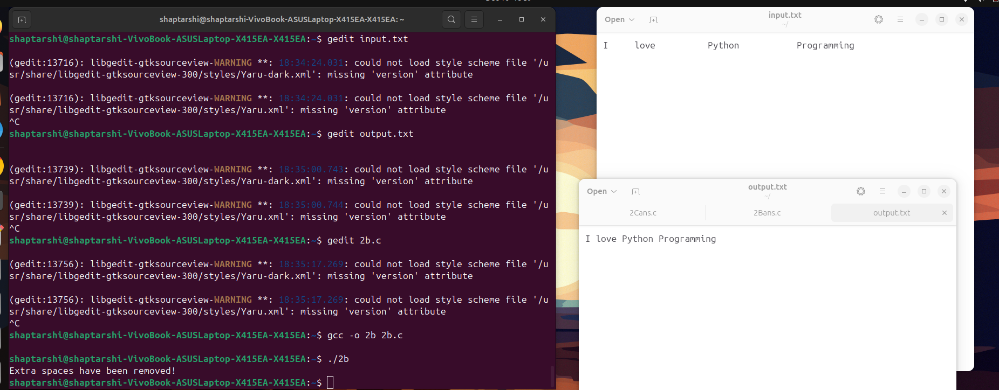 shaptarshi@shaptarshi-VivoBook-ASUSLaptop-X415EA-X415EA: ~
shaptarshi@shaptarshi-VivoBook-ASUSLaptop-X415EA-X415EA:~$ gedit input.txt
(gedit:13716): libgedit-gtksourceview-WARNING **: 18:34:24.031: could not load style scheme file '/u
sr/share/libgedit-gtksourceview-300/styles/Yaru-dark.xml': missing 'version' attribute
(gedit:13716): libgedit-gtksourceview-WARNING **: 18:34:24.031: could not load style scheme file '/u
sr/share/libgedit-gtksourceview-300/styles/Yaru.xml': missing 'version' attribute
^C
shaptarshi@shaptarshi-VivoBook-ASUSLaptop-X415EA-X415EA:~$ gedit output.txt
(gedit:13739): libgedit-gtksourceview-WARNING **: 18:35:00.743: could not load style scheme file '/u
sr/share/libgedit-gtksourceview-300/styles/Yaru-dark.xml': missing 'version' attribute
(gedit:13739): libgedit-gtksourceview-WARNING **: 18:35:00.744: could not load style scheme file '/u
sr/share/libgedit-gtksourceview-300/styles/Yaru.xml': missing 'version' attribute
^C
shaptarshi@shaptarshi-VivoBook-ASUSLaptop-X415EA-X415EA:~$ gedit 2b.c
(gedit:13756): libgedit-gtksourceview-WARNING **: 18:35:17.269: could not load style scheme file '/u
sr/share/libgedit-gtksourceview-300/styles/Yaru-dark.xml': missing 'version' attribute
(gedit:13756): libgedit-gtksourceview-WARNING **: 18:35:17.269: could not load style scheme file '/u
sr/share/libgedit-gtksourceview-300/styles/Yaru.xml': missing 'version' attribute
^C
shaptarshi@shaptarshi-VivoBook-ASUSLaptop-X415EA-X415EA:~$ gcc -o 2b 2b.c
shaptarshi@shaptarshi-VivoBook-ASUSLaptop-X415EA-X415EA:~$ ./2b
Extra spaces have been removed!
shaptarshi@shaptarshi-VivoBook-ASUSLaptop-X415EA-X415EA:~$
Open input.txt
~/
I     love          Python           Programming
Open output.txt
~/
2Cans.c 2Bans.c output.txt
I love Python Programming